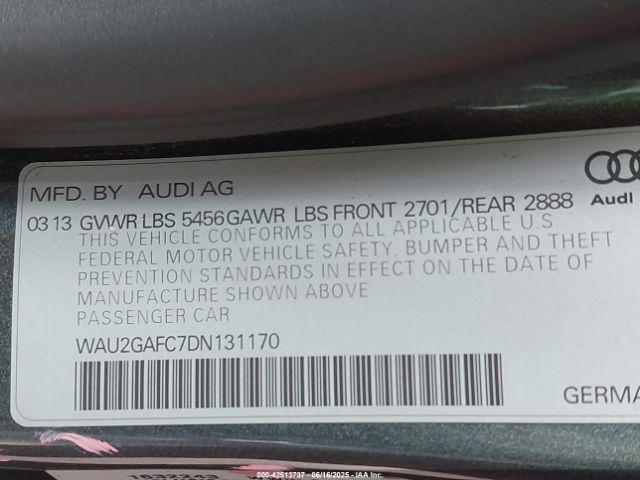 MFD. BY AUDI AG
Audi
03 13 GVWR LBS 5456 GAWR LBS FRONT 2701/REAR 2888
THIS VEHICLE CONFORMS TO ALL APPLICABLE U S
FEDERAL MOTOR VEHICLE SAFETY, BUMPER AND THEFT
PREVENTION STANDARDS IN EFFECT ON THE DATE OF
MANUFACTURE SHOWN ABOVE
PASSENGER CAR
WAU2GAFC7DN131170
GERMA
1632243
000-42513737 - 06/16/2025 - IAA Inc.